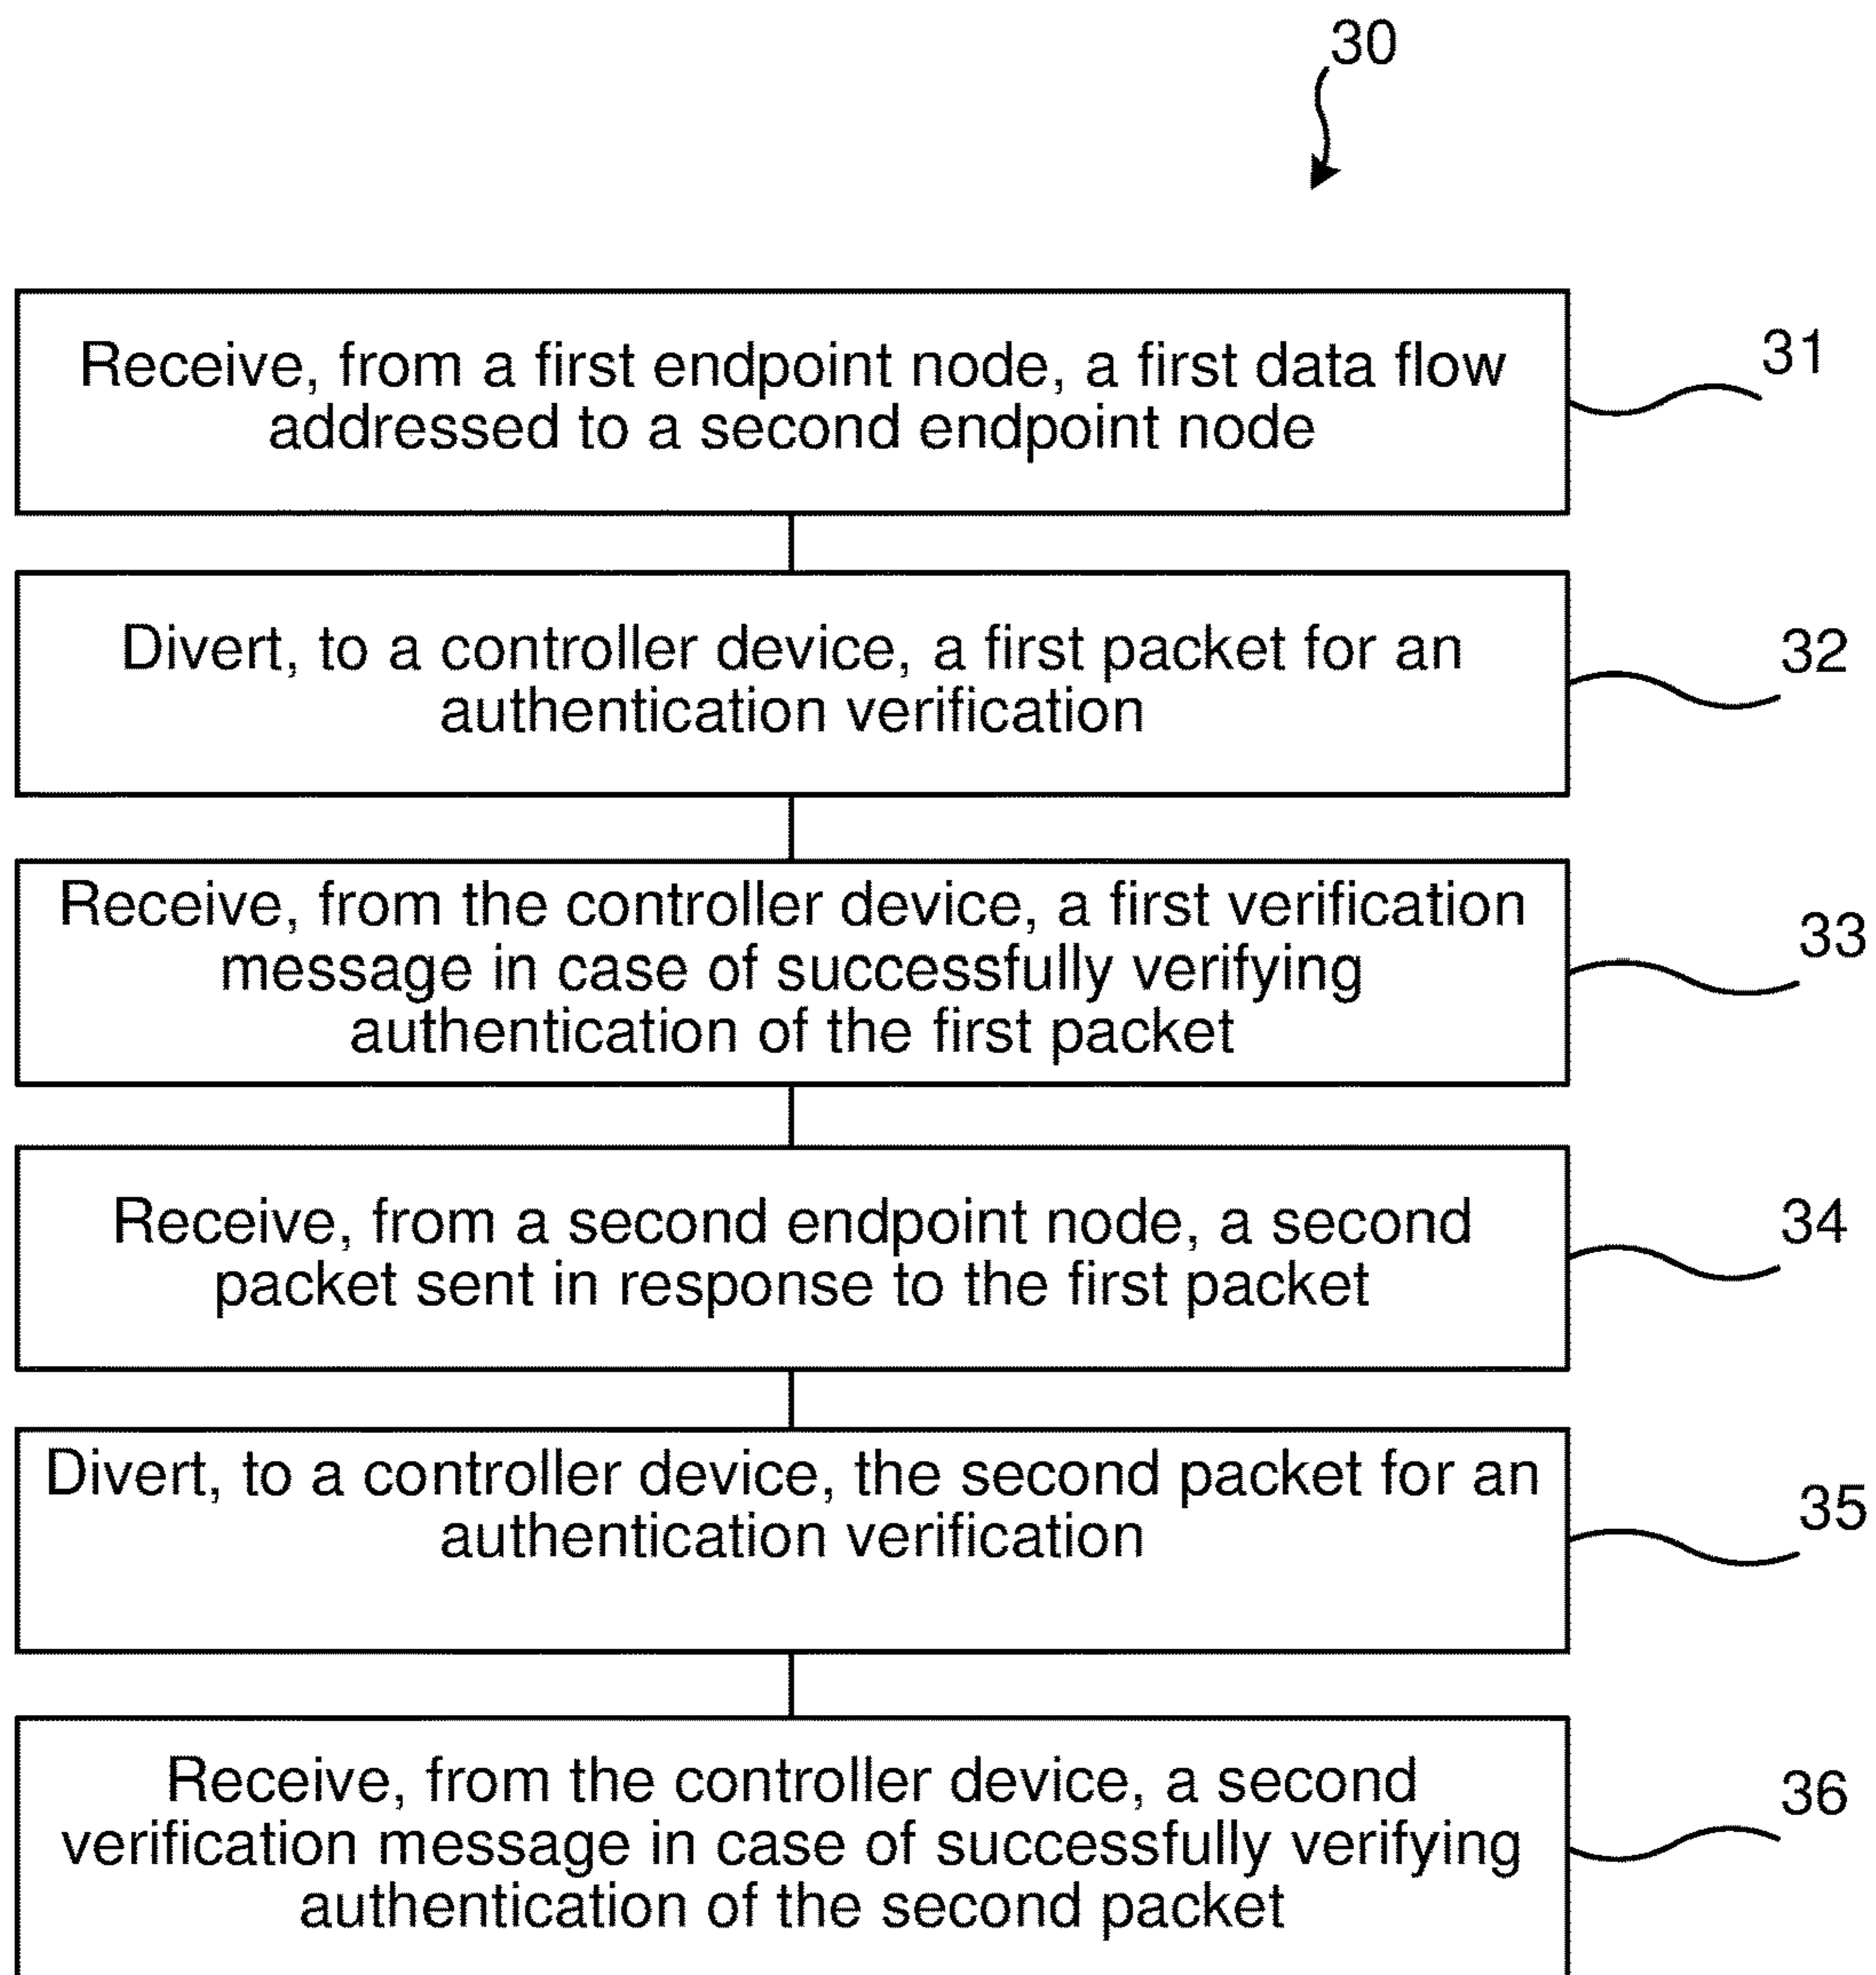 30
Receive, from a first endpoint node, a first data flow
addressed to a second endpoint node
31
Divert, to a controller device, a first packet for an
authentication verification
32
Receive, from the controller device, a first verification
message in case of successfully verifying
authentication of the first packet
33
Receive, from a second endpoint node, a second
packet sent in response to the first packet
34
Divert, to a controller device, the second packet for an
authentication verification
35
Receive, from the controller device, a second
verification message in case of successfully verifying
authentication of the second packet
36